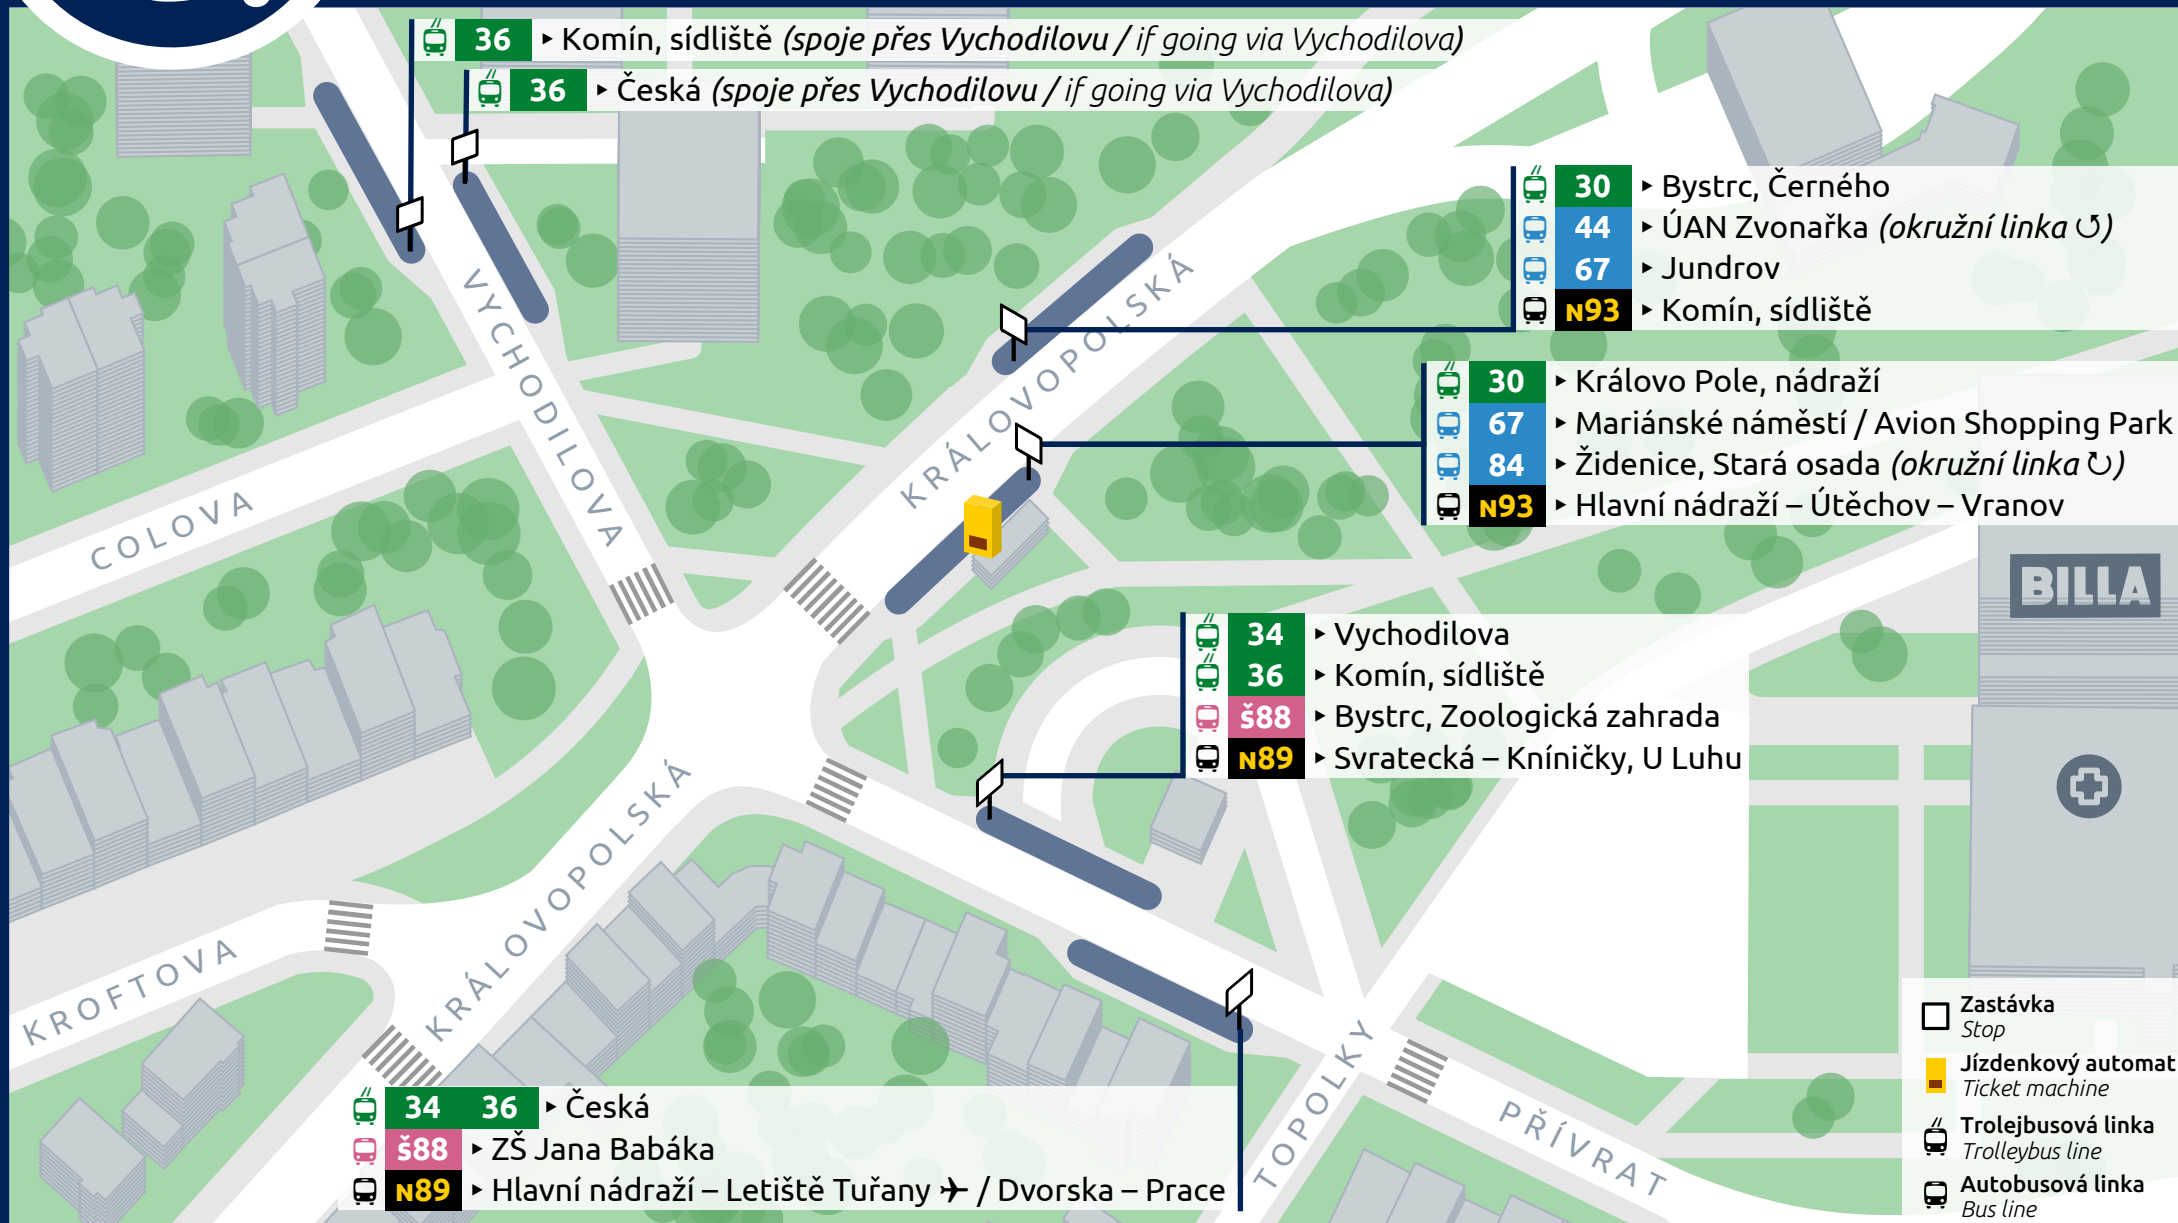 36 ‣ Komín, sídliště (spoje přes Vychodilovu / if going via Vychodilova)
36 ‣ Česká (spoje přes Vychodilovu / if going via Vychodilova)
30 ‣ Bystrc, Černého
44 ‣ ÚAN Zvonařka (okružní linka ↺)
67 ‣ Jundrov
N93 ‣ Komín, sídliště
30 ‣ Královo Pole, nádraží
67 ‣ Mariánské náměstí / Avion Shopping Park
84 ‣ Židenice, Stará osada (okružní linka ↻)
N93 ‣ Hlavní nádraží – Útěchov – Vranov
VYCHODILOVA
KRÁLOVOPOLSKÁ
COLOVA
BILLA
34 ‣ Vychodilova
36 ‣ Komín, sídliště
š88 ‣ Bystrc, Zoologická zahrada
N89 ‣ Svratecká – Kníničky, U Luhu
KRÁLOVOPOLSKÁ
KROFTOVA
TOPOLKY
PŘÍVRAT
34 36 ‣ Česká
š88 ‣ ZŠ Jana Babáka
N89 ‣ Hlavní nádraží – Letiště Tuřany ✈ / Dvorska – Prace
Zastávka
Stop
Jízdenkový automat
Ticket machine
Trolejbusová linka
Trolleybus line
Autobusová linka
Bus line